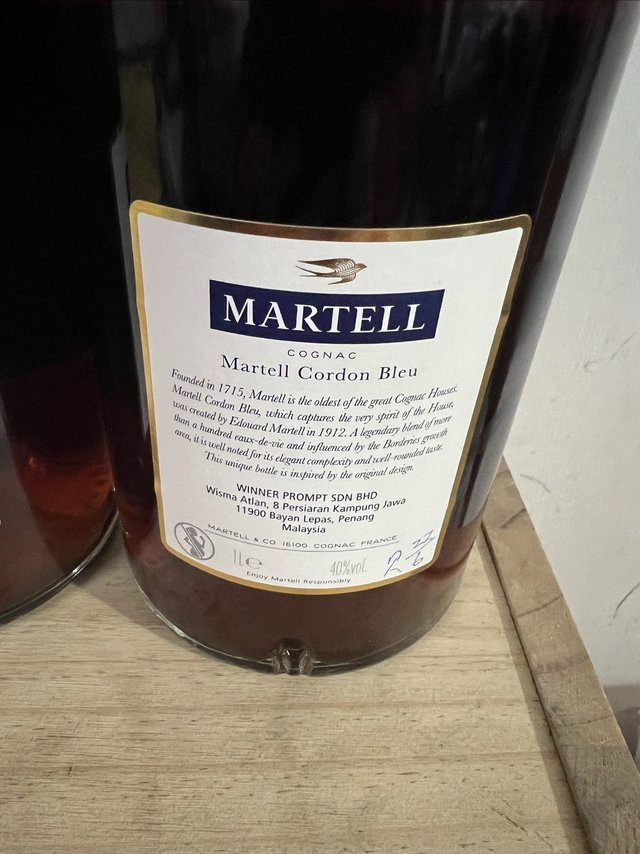 MARTELL
COGNAC
Martell Cordon Bleu
Founded in 1715, Martell is the oldest of the great Cognac Houses.
Martell Cordon Bleu, which captures the very spirit of the House,
was created by Edouard Martell in 1912. A legendary blend of more
than a hundred eaux-de-vie and influenced by the Borderies growth
area, it is well noted for its elegant complexity and well-rounded taste.
This unique bottle is inspired by the original design.
WINNER PROMPT SDN BHD
Wisma Atlan, 8 Persiaran Kampung Jawa
11900 Bayan Lepas, Penang
Malaysia
MARTELL & CO 16100 COGNAC FRANCE
1L e 40%vol.
Enjoy Martell Responsibly